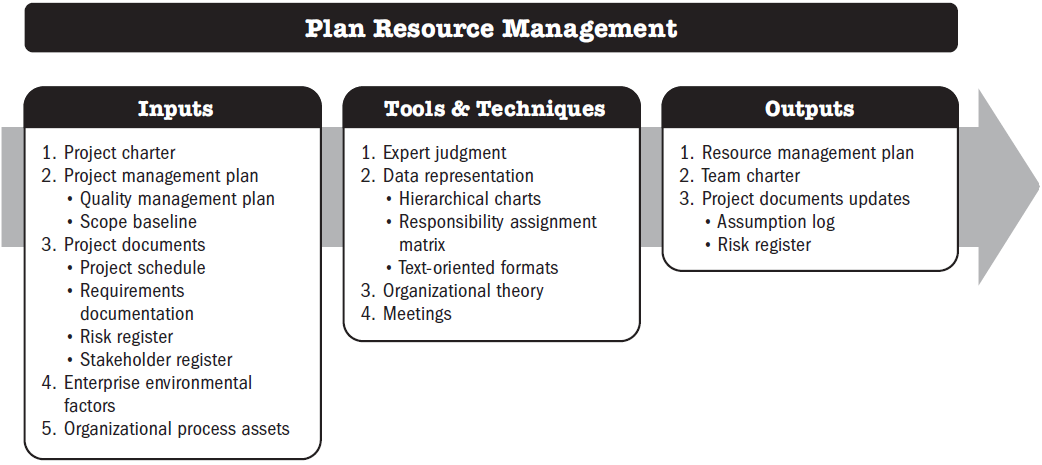 Plan Resource Management
Inputs
1. Project charter
2. Project management plan
• Quality management plan
• Scope baseline
3. Project documents
• Project schedule
• Requirements
documentation
• Risk register
• Stakeholder register
4. Enterprise environmental
factors
5. Organizational process assets
Tools & Techniques
1. Expert judgment
2. Data representation
• Hierarchical charts
• Responsibility assignment
matrix
• Text-oriented formats
3. Organizational theory
4. Meetings
Outputs
1. Resource management plan
2. Team charter
3. Project documents updates
• Assumption log
• Risk register